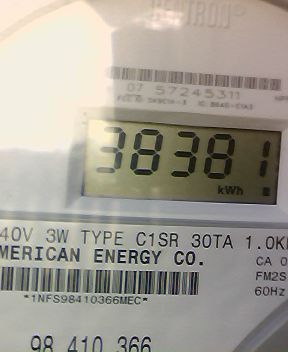 CENTRON®
07 57245311
38381
kWh
40V 3W TYPE C1SR 30TA 1.0K
MERICAN ENERGY CO.
CA 0
FM2S
60Hz
*1NFS98410366MEC*
98 410 366